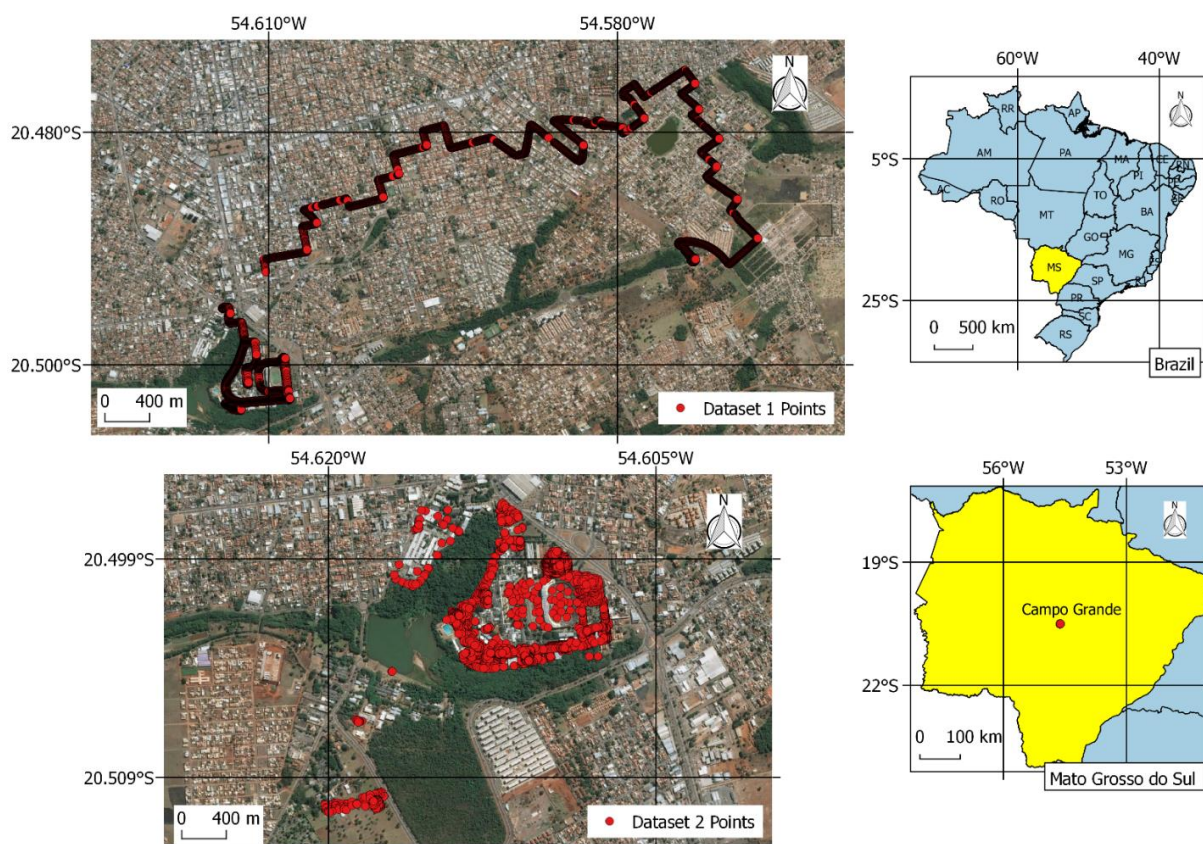 54.610°W 54.580°W
N
20.480°S
20.500°S
0 400 m
Dataset 1 Points
60°W 40°W
N
5°S
25°S
RR
AP
AM
PA
MA
CE
RN
PI
AC
RO
TO
MT
BA
GO
MG
MS
SP
PR
SC
RS
0 500 km
Brazil
54.620°W 54.605°W
N
20.499°S
20.509°S
0 400 m
Dataset 2 Points
56°W 53°W
N
19°S
22°S
Campo Grande
0 100 km
Mato Grosso do Sul